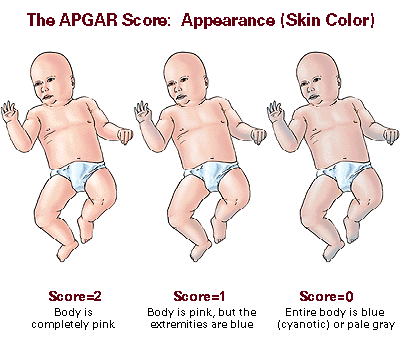 The APGAR Score:  Appearance (Skin Color)
Score=2
Body is
completely pink
Score=1
Body is pink, but the
extremities are blue
Score=0
Entire body is blue
(cyanotic) or pale gray